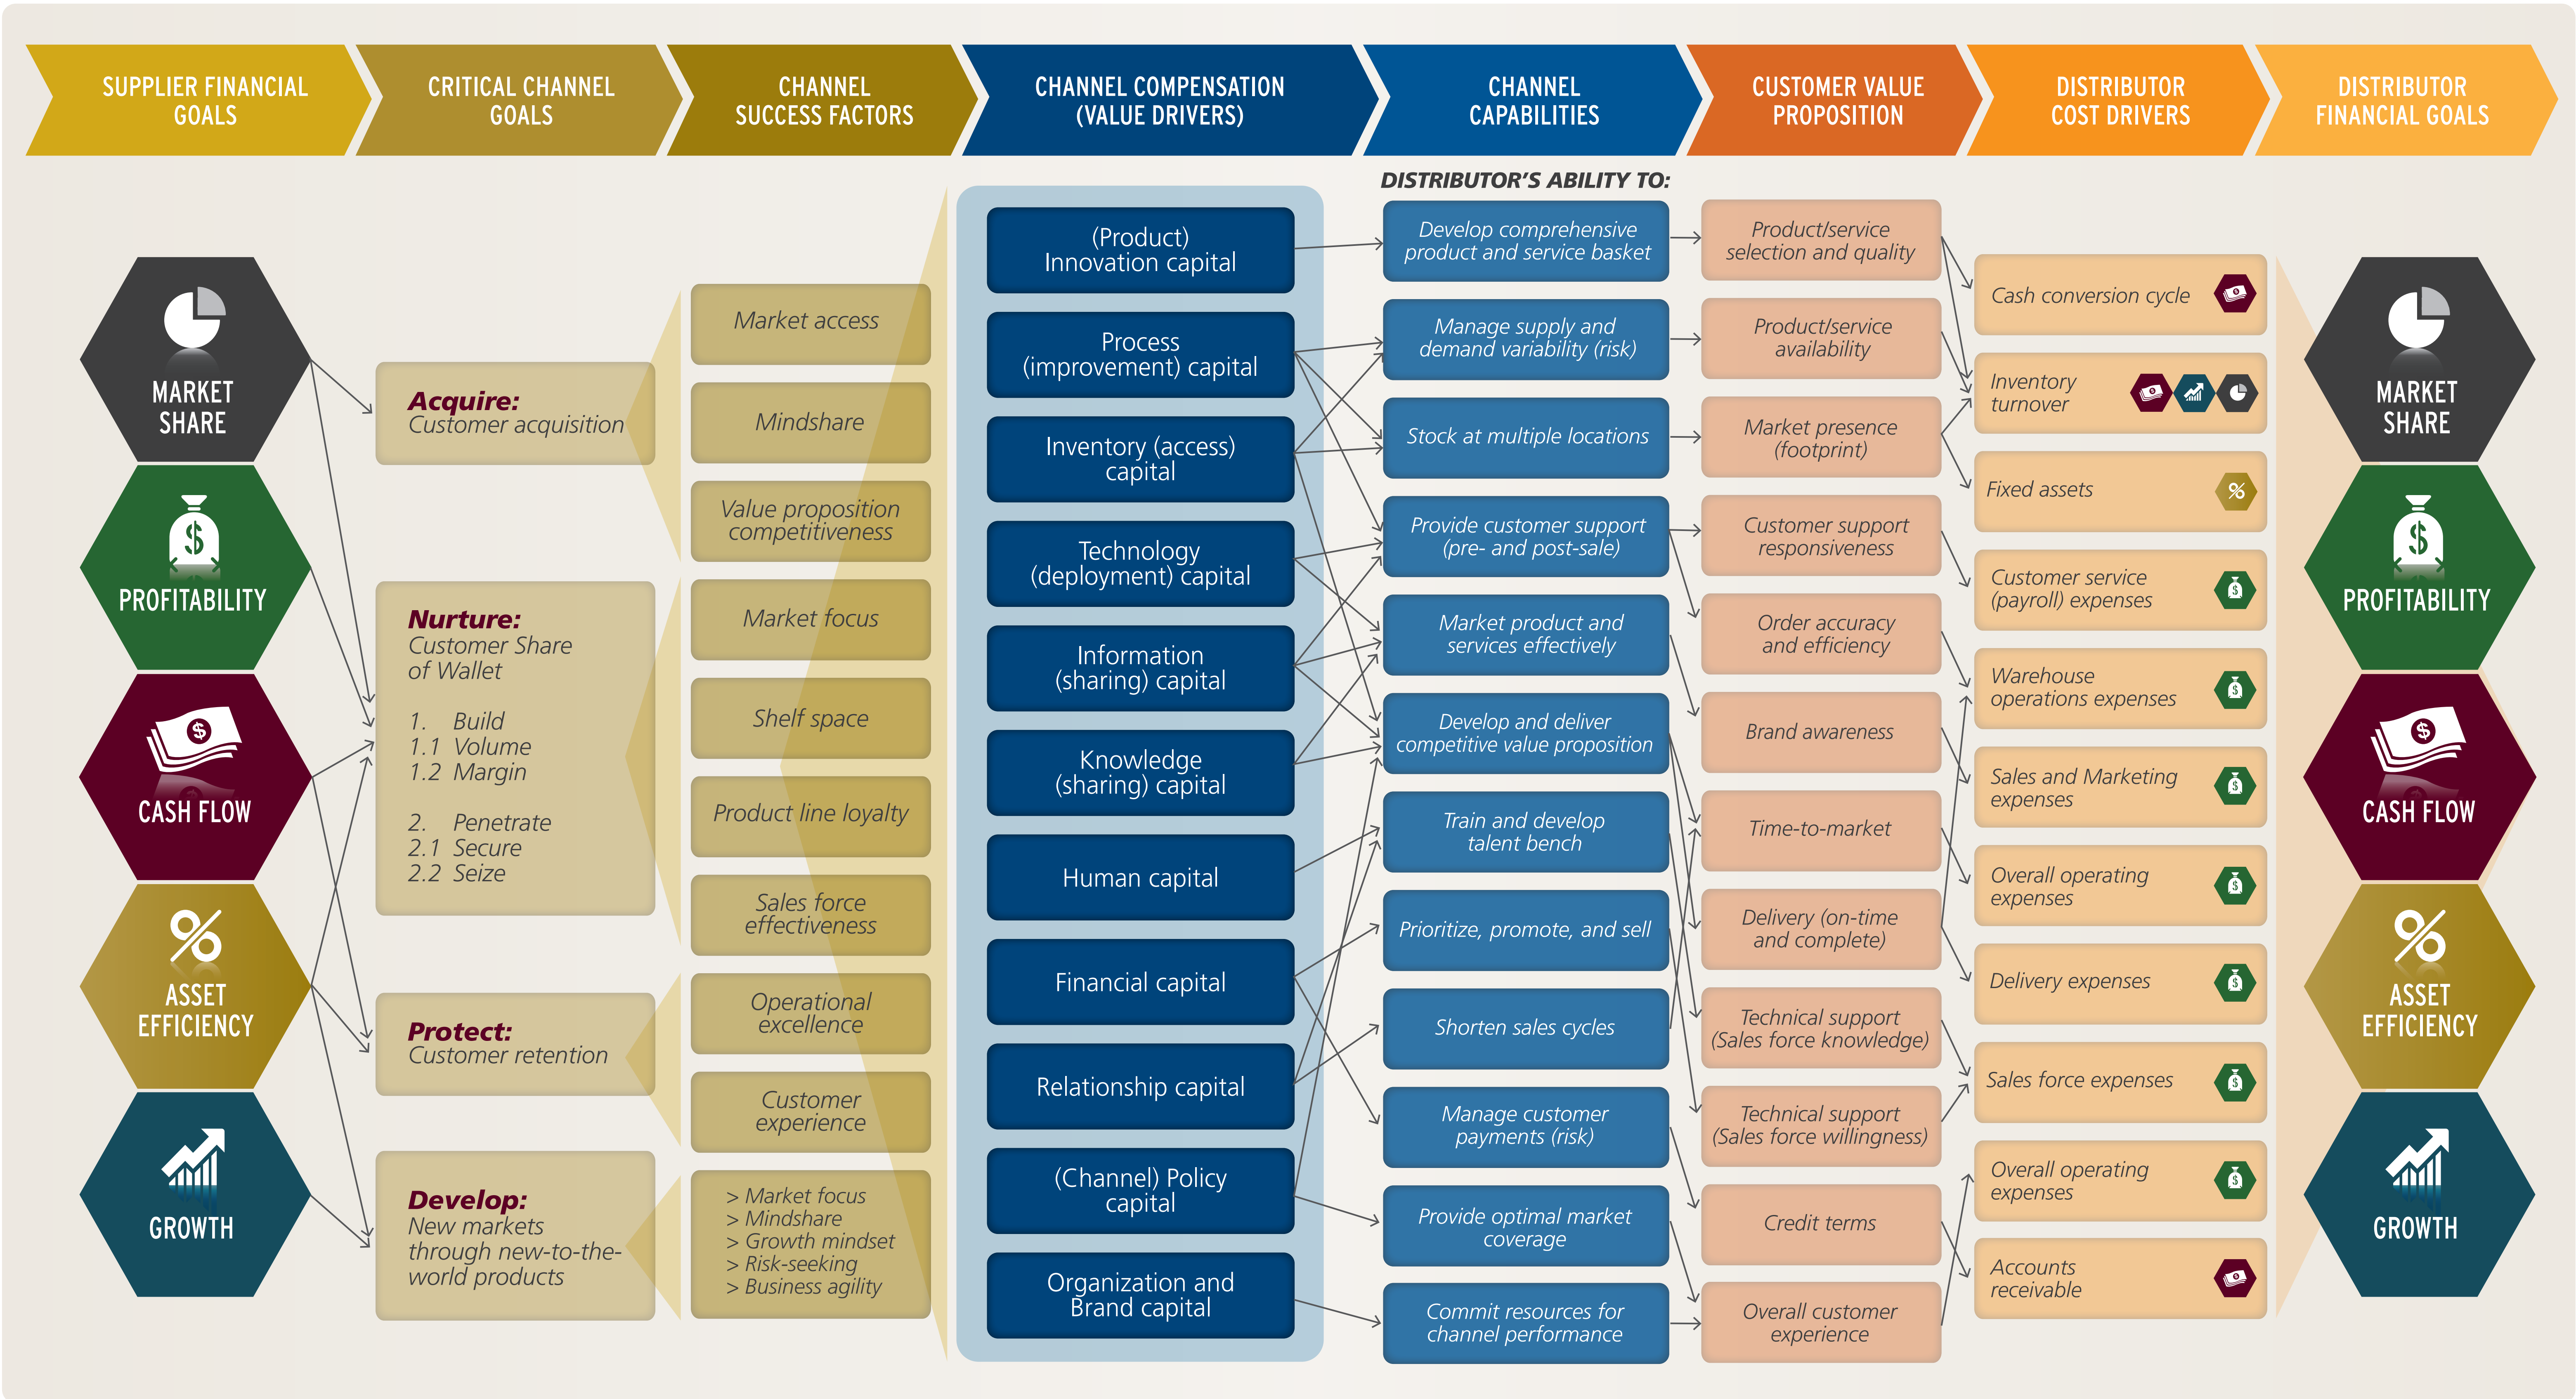 SUPPLIER FINANCIAL
GOALS
CRITICAL CHANNEL
GOALS
CHANNEL
SUCCESS FACTORS
CHANNEL COMPENSATION
(VALUE DRIVERS)
CHANNEL
CAPABILITIES
CUSTOMER VALUE
PROPOSITION
DISTRIBUTOR
COST DRIVERS
DISTRIBUTOR
FINANCIAL GOALS
MARKET
SHARE
PROFITABILITY
CASH FLOW
ASSET
EFFICIENCY
GROWTH
Acquire:
Customer acquisition
Nurture:
Customer Share
of Wallet
1. Build
1.1 Volume
1.2 Margin
2. Penetrate
2.1 Secure
2.2 Seize
Protect:
Customer retention
Develop:
New markets
through new-to-the-
world products
Market access
Mindshare
Value proposition
competitiveness
Market focus
Shelf space
Product line loyalty
Sales force
effectiveness
Operational
excellence
Customer
experience
> Market focus
> Mindshare
> Growth mindset
> Risk-seeking
> Business agility
(Product)
Innovation capital
Process
(improvement) capital
Inventory (access)
capital
Technology
(deployment) capital
Information
(sharing) capital
Knowledge
(sharing) capital
Human capital
Financial capital
Relationship capital
(Channel) Policy
capital
Organization and
Brand capital
DISTRIBUTOR'S ABILITY TO:
Develop comprehensive
product and service basket
Manage supply and
demand variability (risk)
Stock at multiple locations
Provide customer support
(pre- and post-sale)
Market product and
services effectively
Develop and deliver
competitive value proposition
Train and develop
talent bench
Prioritize, promote, and sell
Shorten sales cycles
Manage customer
payments (risk)
Provide optimal market
coverage
Commit resources for
channel performance
Product/service
selection and quality
Product/service
availability
Market presence
(footprint)
Customer support
responsiveness
Order accuracy
and efficiency
Brand awareness
Time-to-market
Delivery (on-time
and complete)
Technical support
(Sales force knowledge)
Technical support
(Sales force willingness)
Credit terms
Overall customer
experience
Cash conversion cycle
Inventory
turnover
Fixed assets
Customer service
(payroll) expenses
Warehouse
operations expenses
Sales and Marketing
expenses
Overall operating
expenses
Delivery expenses
Sales force expenses
Overall operating
expenses
Accounts
receivable
MARKET
SHARE
PROFITABILITY
CASH FLOW
ASSET
EFFICIENCY
GROWTH